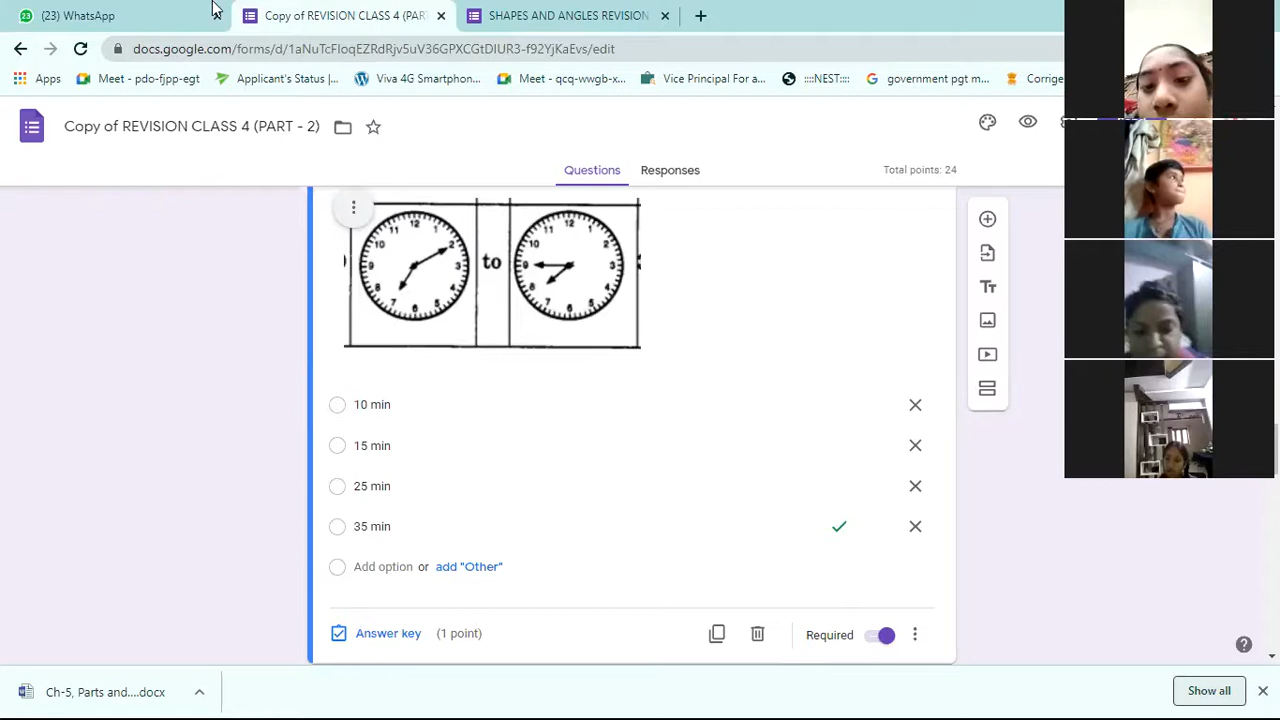 (23) WhatsApp
Copy of REVISION CLASS 4 (PART
SHAPES AND ANGLES REVISION
docs.google.com/forms/d/1aNuTcFIoqEZRdRjv5uV36GPXCGtDIUR3-f92YjKaEvs/edit
Apps
Meet - pdo-fjpp-egt
Applicant's Status |...
Viva 4G Smartphon...
Meet - qcq-wwgb-x...
Vice Principal For a...
::::NEST::::
government pgt m...
Corrige
Copy of REVISION CLASS 4 (PART - 2)
Questions
Responses
Total points: 24
to
10 min
15 min
25 min
35 min
Add option or add "Other"
Answer key (1 point)
Required
Ch-5, Parts and....docx
Show all